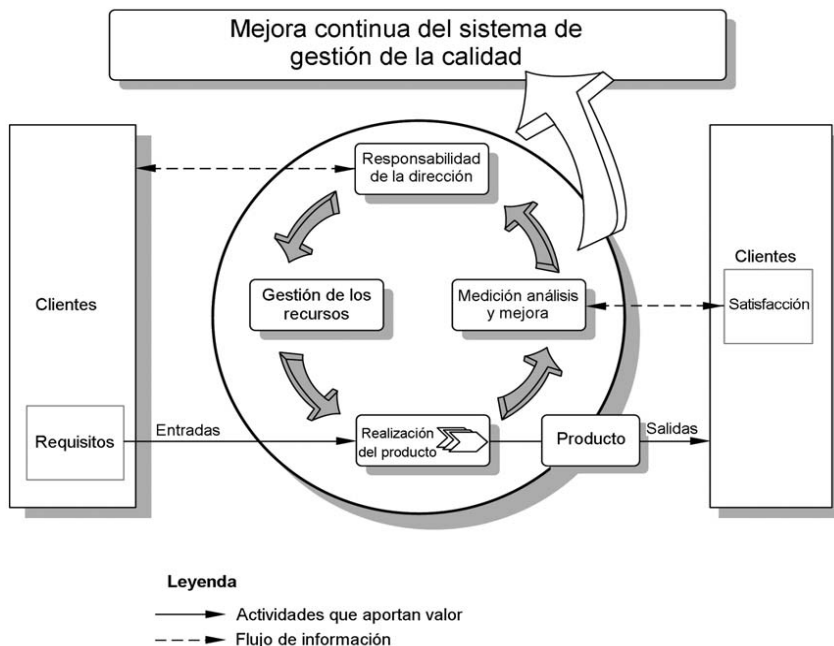 Mejora continua del sistema de
gestión de la calidad
Responsabilidad
de la dirección
Clientes
Gestión de los
recursos
Medición análisis
y mejora
Clientes
Satisfacción
Requisitos
Entradas
Realización
del producto
Producto
Salidas
Leyenda
Actividades que aportan valor
Flujo de información